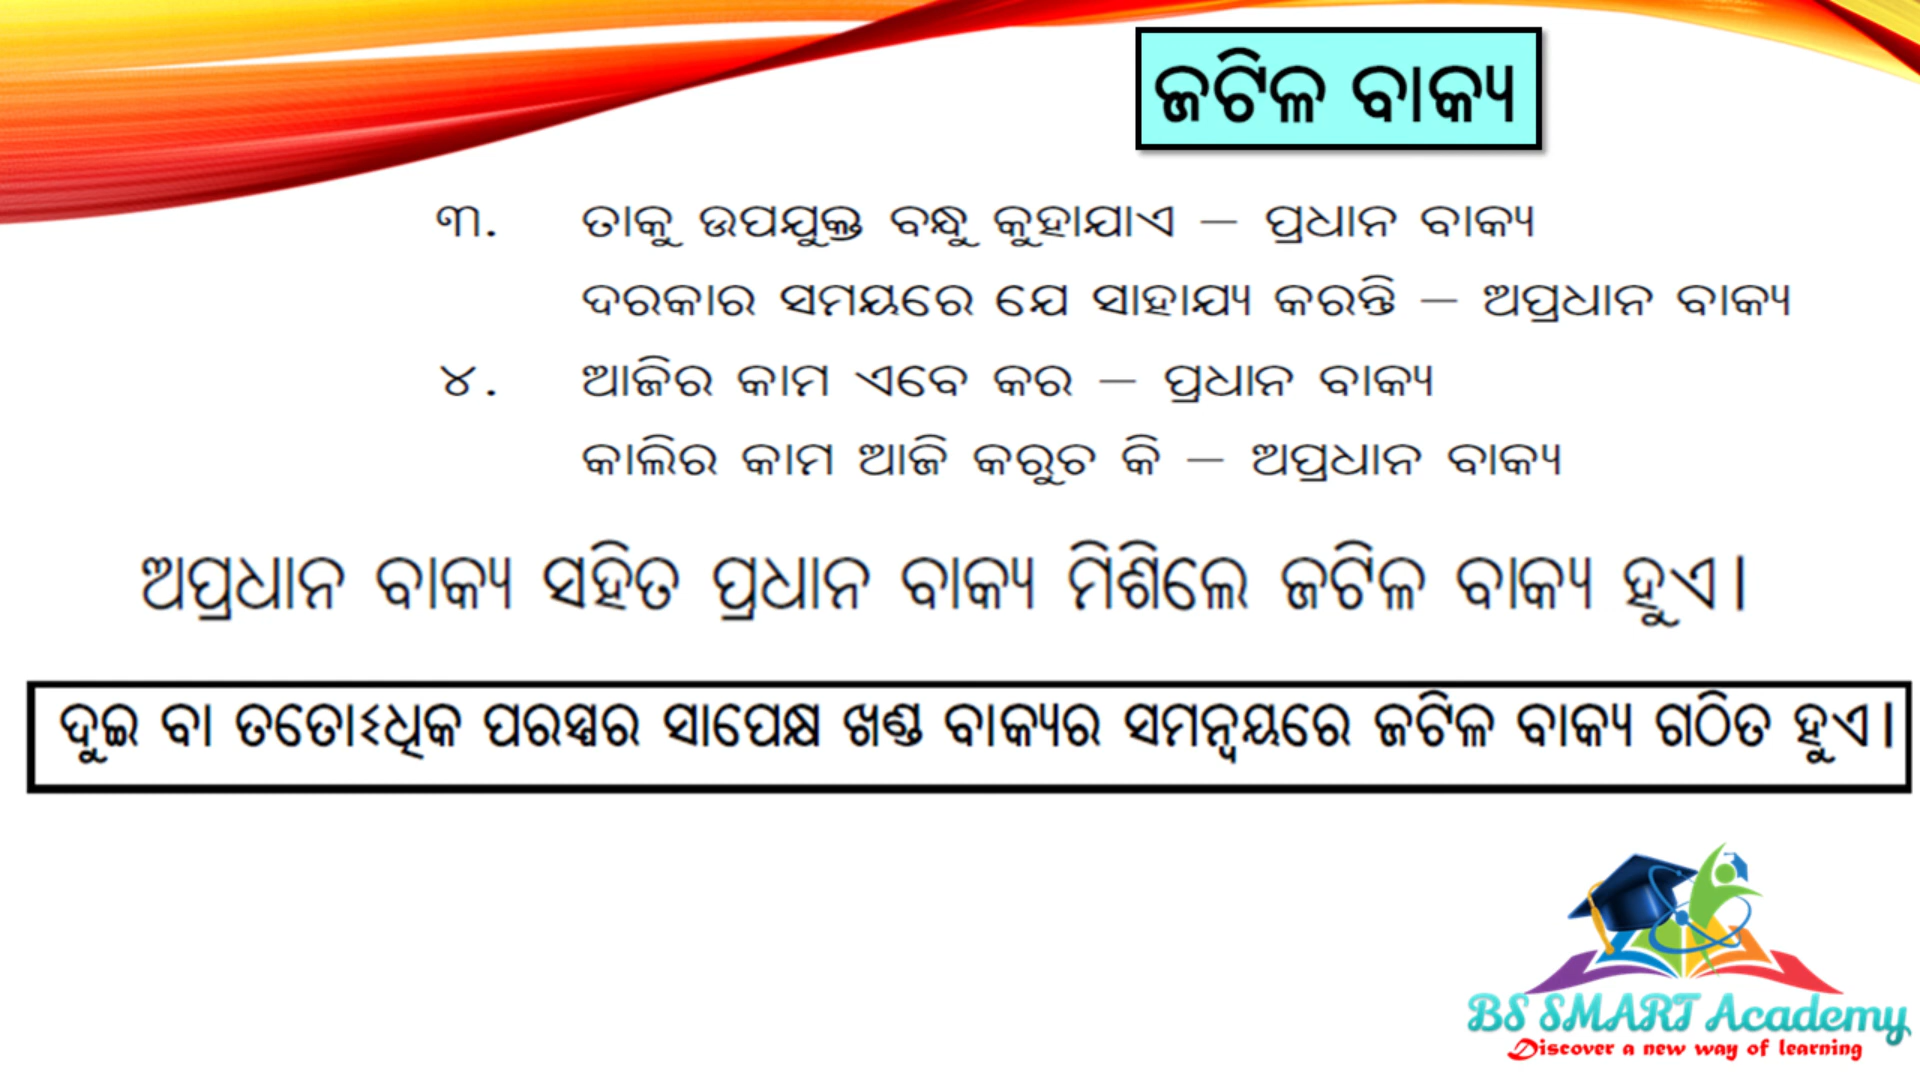 ଜଟିଳ ବାକ୍ୟ
୩. ତାକୁ ଉପଯୁକ୍ତ ବନ୍ଧୁ କୁହାଯାଏ – ପ୍ରଧାନ ବାକ୍ୟ
ଦରକାର ସମୟରେ ଯେ ସାହାଯ୍ୟ କରନ୍ତି – ଅପ୍ରଧାନ ବାକ୍ୟ
୪. ଆଜିର କାମ ଏବେ କର – ପ୍ରଧାନ ବାକ୍ୟ
କାଲିର କାମ ଆଜି କରୁଚ କି – ଅପ୍ରଧାନ ବାକ୍ୟ
ଅପ୍ରଧାନ ବାକ୍ୟ ସହିତ ପ୍ରଧାନ ବାକ୍ୟ ମିଶିଲେ ଜଟିଳ ବାକ୍ୟ ହୁଏ।
ଦୁଇ ବା ତତୋଽଧିକ ପରସ୍ପର ସାପେକ୍ଷ ଖଣ୍ଡ ବାକ୍ୟର ସମନ୍ୱୟରେ ଜଟିଳ ବାକ୍ୟ ଗଠିତ ହୁଏ।
BS SMART Academy
Discover a new way of learning